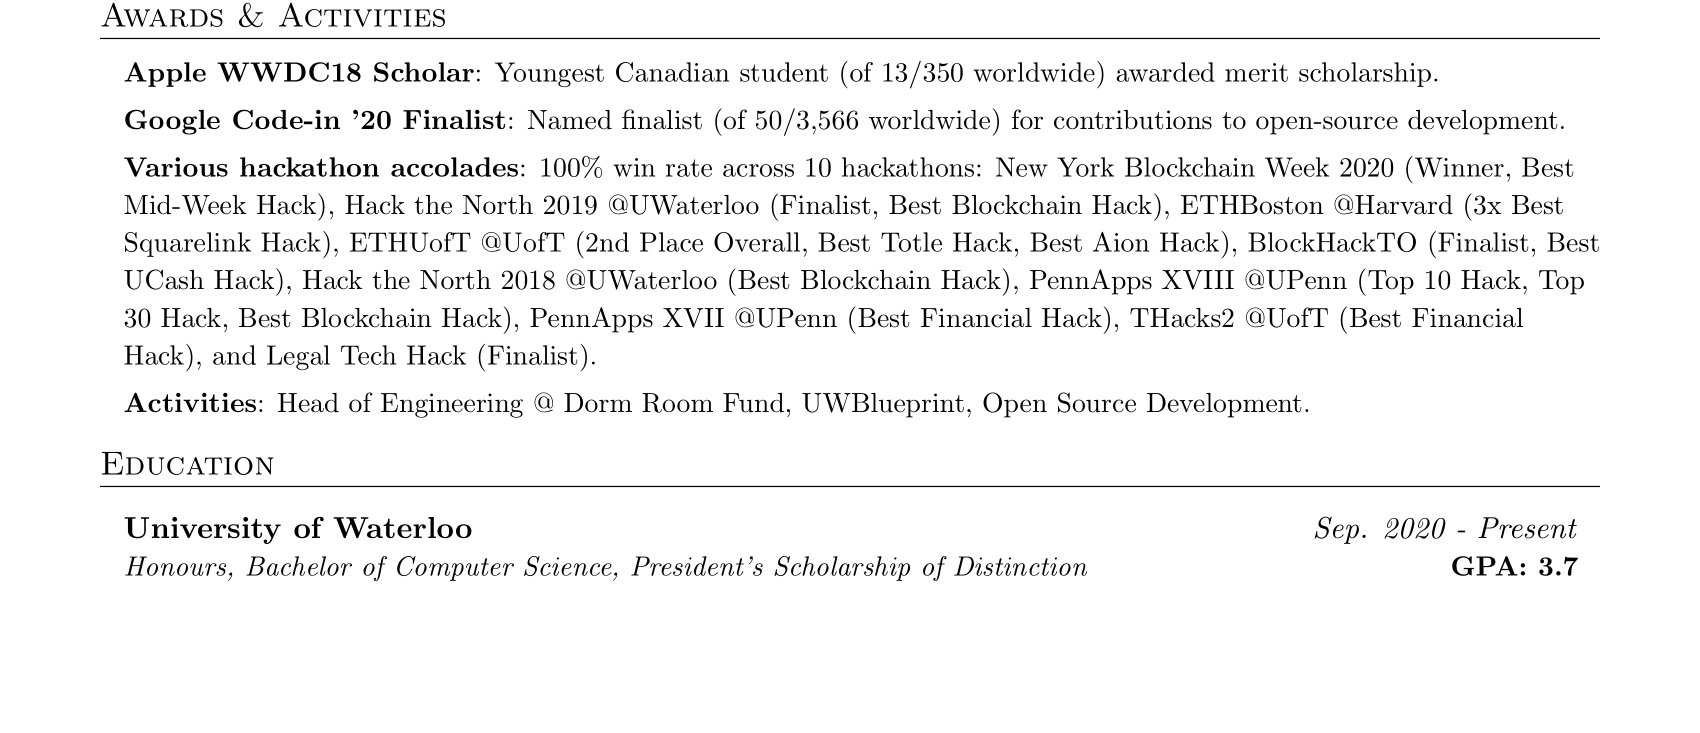 Awards & Activities
Apple WWDC18 Scholar: Youngest Canadian student (of 13/350 worldwide) awarded merit scholarship.
Google Code-in ’20 Finalist: Named finalist (of 50/3,566 worldwide) for contributions to open-source development.
Various hackathon accolades: 100% win rate across 10 hackathons: New York Blockchain Week 2020 (Winner, Best
Mid-Week Hack), Hack the North 2019 @UWaterloo (Finalist, Best Blockchain Hack), ETHBoston @Harvard (3x Best
Squarelink Hack), ETHUofT @UofT (2nd Place Overall, Best Totle Hack, Best Aion Hack), BlockHackTO (Finalist, Best
UCash Hack), Hack the North 2018 @UWaterloo (Best Blockchain Hack), PennApps XVIII @UPenn (Top 10 Hack, Top
30 Hack, Best Blockchain Hack), PennApps XVII @UPenn (Best Financial Hack), THacks2 @UofT (Best Financial
Hack), and Legal Tech Hack (Finalist).
Activities: Head of Engineering @ Dorm Room Fund, UWBlueprint, Open Source Development.
Education
University of Waterloo Sep. 2020 - Present
Honours, Bachelor of Computer Science, President’s Scholarship of Distinction GPA: 3.7